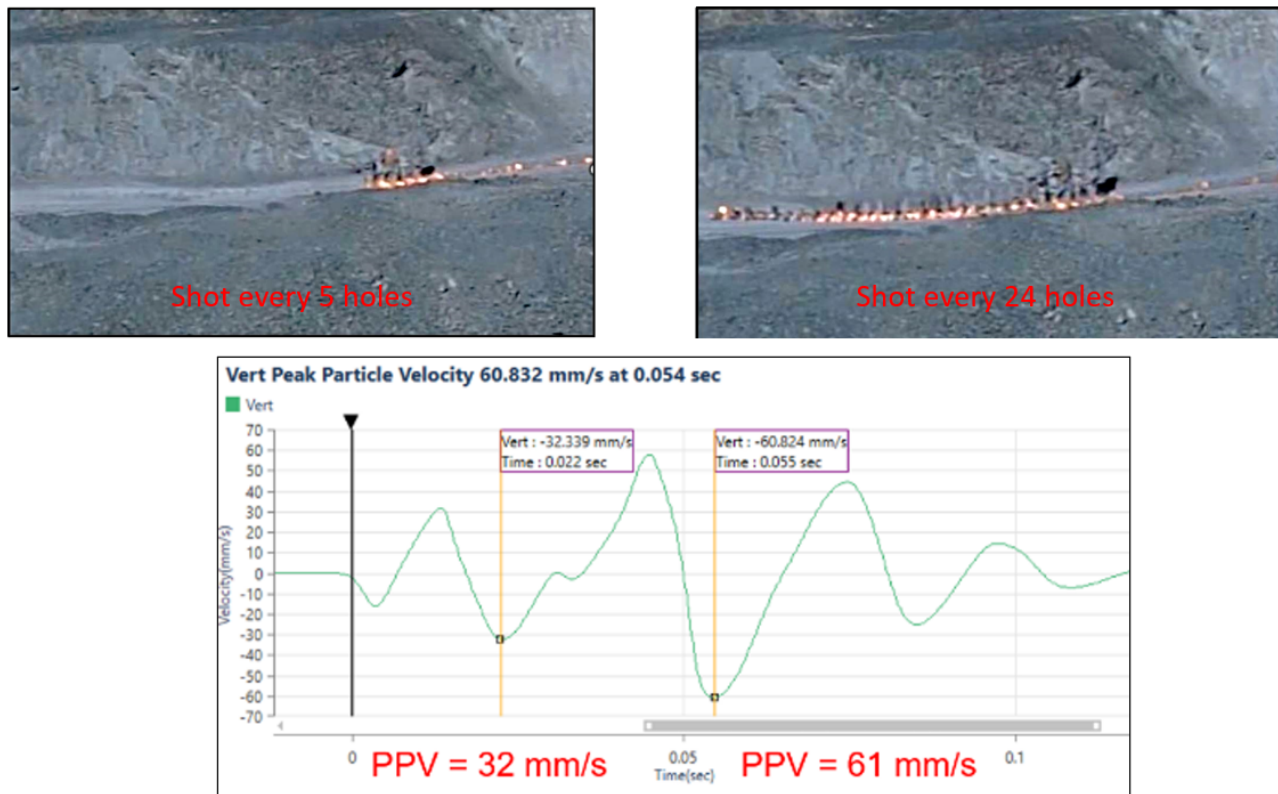 Shot every 5 holes
Shot every 24 holes
Vert Peak Particle Velocity 60.832 mm/s at 0.054 sec
Vert
70
60
50
40
30
20
10
0
-10
-20
-30
-40
-50
-60
-70
Velocity(mm/s)
Vert : -32.339 mm/s
Time : 0.022 sec
Vert : -60.824 mm/s
Time : 0.055 sec
0
0.05
0.1
PPV = 32 mm/s
Time(sec)
PPV = 61 mm/s